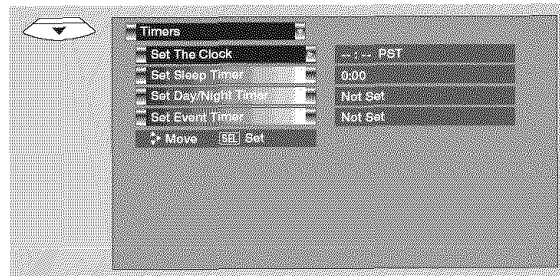 Timers
Set The Clock -- : -- PST
Set Sleep Timer 0:00
Set Day/Night Timer Not Set
Set Event Timer Not Set
Move SEL Set